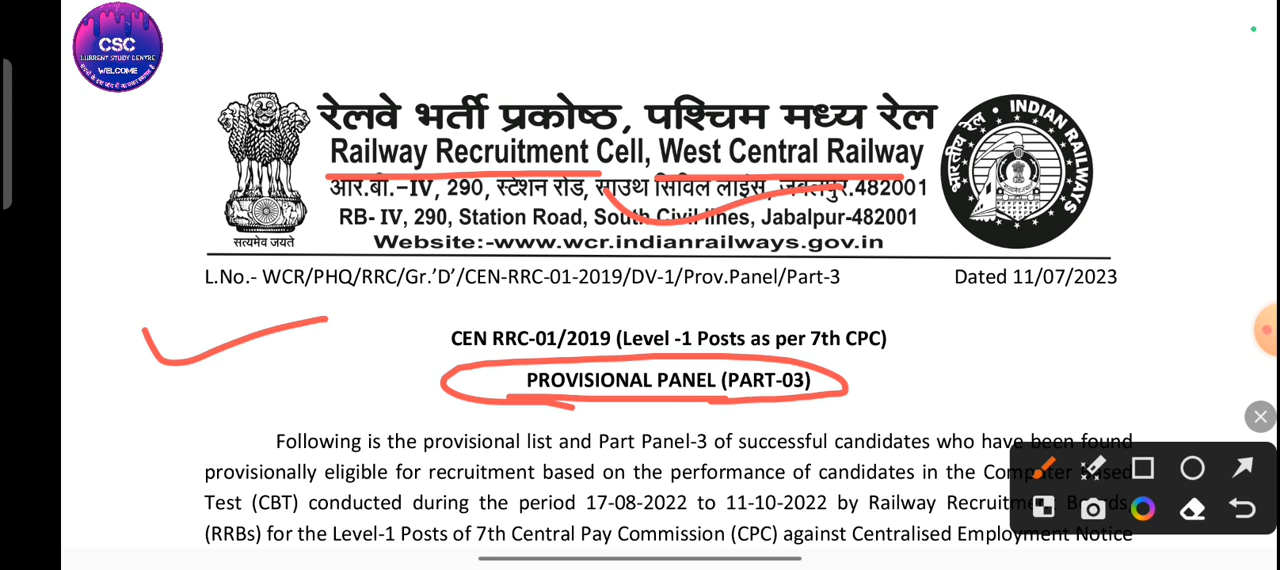 CSC
CURRENT STUDY CENTRE
WELCOME
रेलवे भर्ती प्रकोष्ठ, पश्चिम मध्य रेल
Railway Recruitment Cell, West Central Railway
आर.बी.–IV, 290, स्टेशन रोड, साउथ सिविल लाइंस, जबलपुर.482001
RB- IV, 290, Station Road, South Civil lines, Jabalpur-482001
Website:-www.wcr.indianrailways.gov.in
सत्यमेव जयते
भारतीय रेल • INDIAN RAILWAYS
L.No.- WCR/PHQ/RRC/Gr.'D'/CEN-RRC-01-2019/DV-1/Prov.Panel/Part-3 Dated 11/07/2023
CEN RRC-01/2019 (Level -1 Posts as per 7th CPC)
PROVISIONAL PANEL (PART-03)
Following is the provisional list and Part Panel-3 of successful candidates who have been found
provisionally eligible for recruitment based on the performance of candidates in the Computer Based
Test (CBT) conducted during the period 17-08-2022 to 11-10-2022 by Railway Recruitment Boards
(RRBs) for the Level-1 Posts of 7th Central Pay Commission (CPC) against Centralised Employment Notice